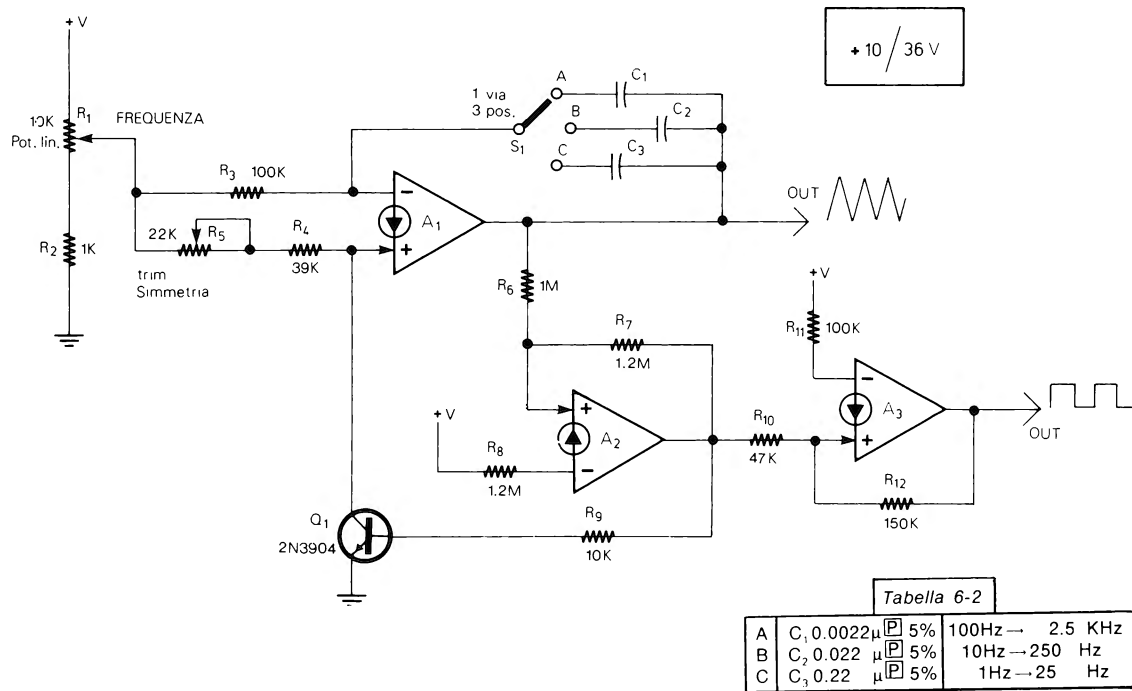 +V
+10/36 V
R1
10K
Pot. lin.
FREQUENZA
1 via
3 pos.
S1
A
C1
B
C2
C
C3
R3 100K
22K
R5
R4
39K
trim
Simmetria
R2
1K
−
A1
+
OUT
R6
1M
R7
1.2M
+V
R11
100K
−
A3
+
OUT
+V
R8
1.2M
+
A2
−
R10
47K
R12
150K
Q1
2N3904
R9
10K
Tabella 6-2
A C1 0.0022µ P 5% 100Hz→ 2.5 KHz
B C2 0.022 µ P 5% 10Hz→250 Hz
C C3 0.22 µ P 5% 1Hz→25 Hz